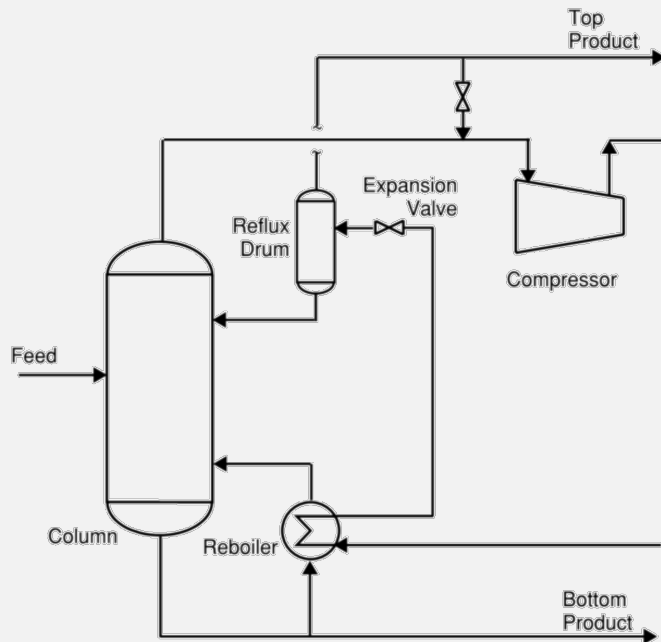 Top
Product
Expansion
Valve
Reflux
Drum
Compressor
Feed
Column
Reboiler
Bottom
Product